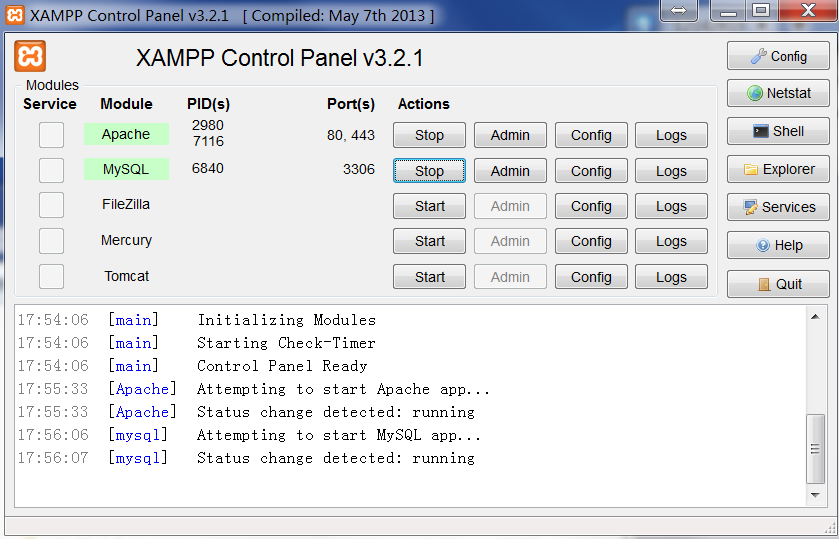 XAMPP Control Panel v3.2.1 [ Compiled: May 7th 2013 ]
XAMPP Control Panel v3.2.1
Config
Modules
Service Module PID(s) Port(s) Actions
Netstat
Apache 2980 7116 80, 443 Stop Admin Config Logs
Shell
MySQL 6840 3306 Stop Admin Config Logs
Explorer
FileZilla Start Admin Config Logs
Services
Mercury Start Admin Config Logs
Help
Tomcat Start Admin Config Logs
Quit
17:54:06 [main] Initializing Modules
17:54:06 [main] Starting Check-Timer
17:54:06 [main] Control Panel Ready
17:55:33 [Apache] Attempting to start Apache app...
17:55:33 [Apache] Status change detected: running
17:56:06 [mysql] Attempting to start MySQL app...
17:56:07 [mysql] Status change detected: running